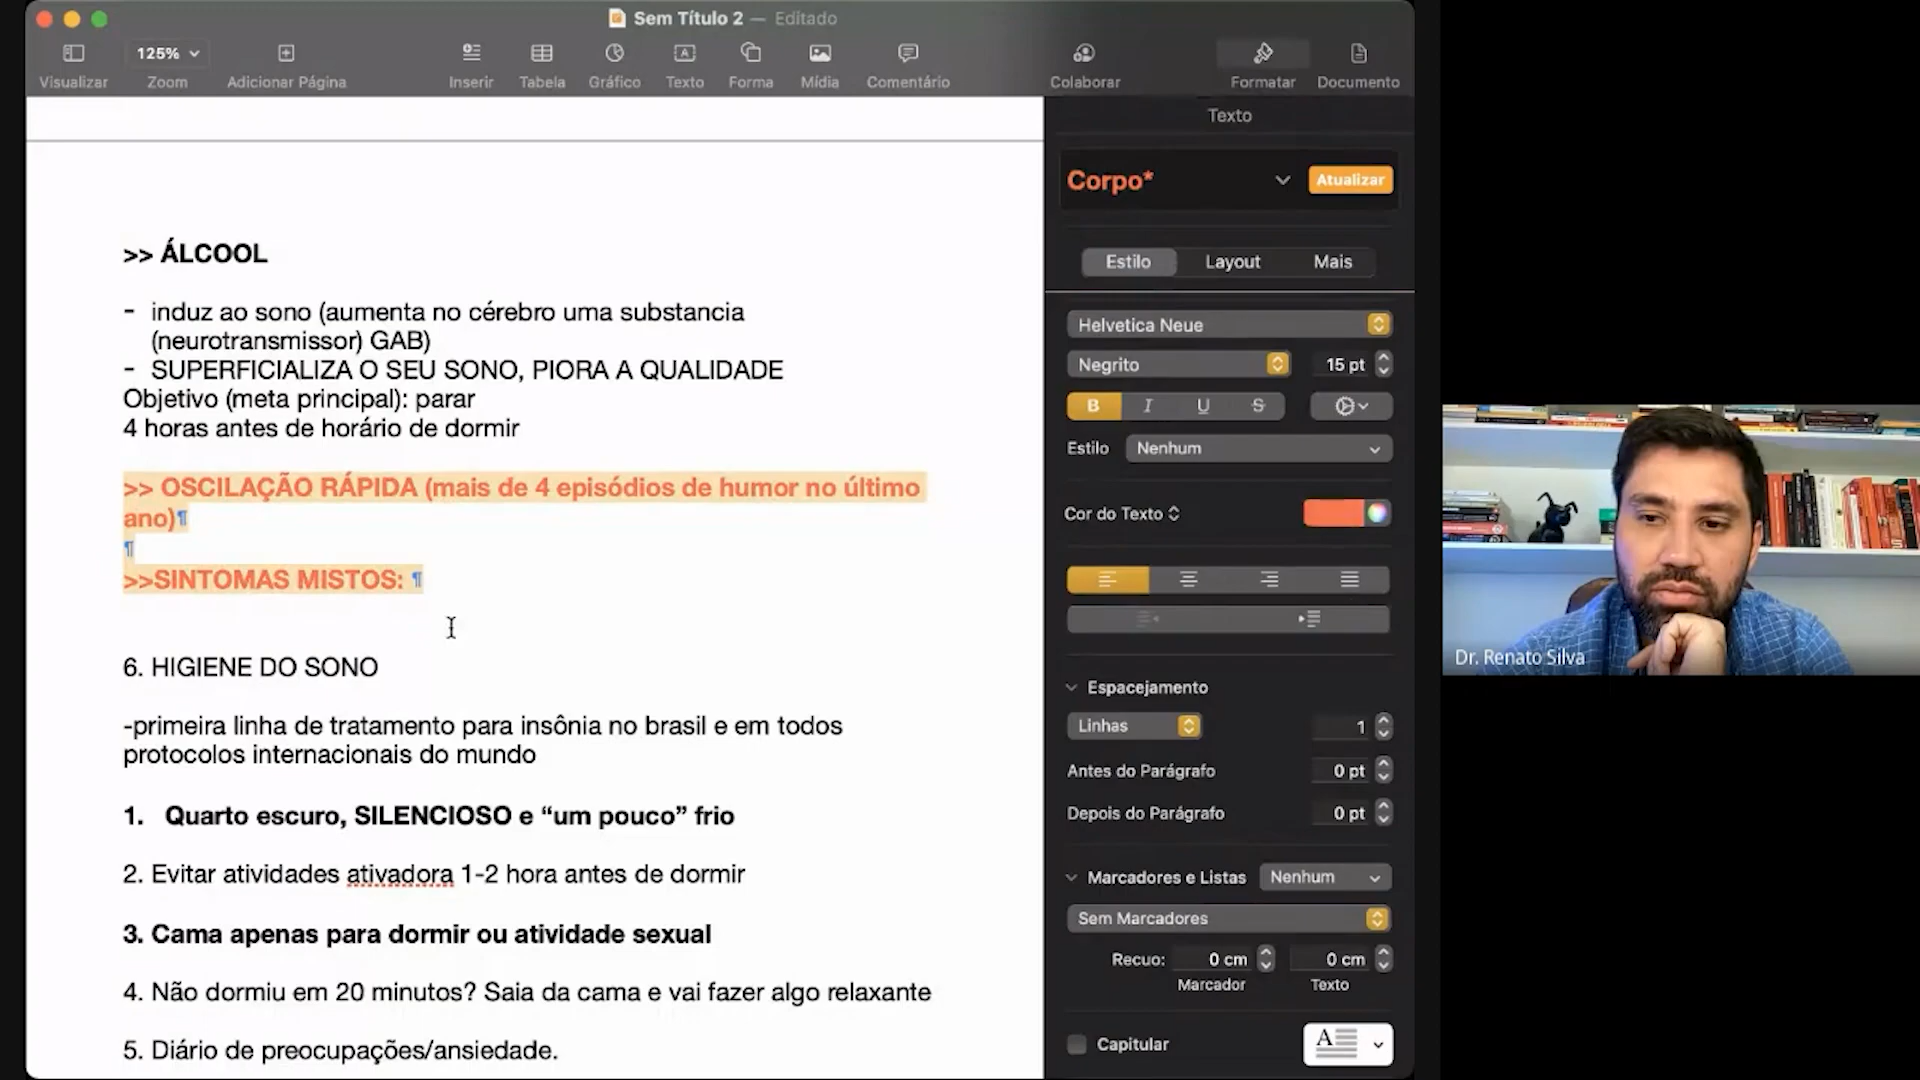 Sem Título 2 — Editado
125%
Visualizar
Zoom
Adicionar Página
Inserir
Tabela
Gráfico
Texto
Forma
Mídia
Comentário
Colaborar
Formatar
Documento
Texto
Corpo*
Atualizar
Estilo
Layout
Mais
Helvetica Neue
Negrito
15 pt
B I U S
Estilo
Nenhum
Cor do Texto
Espacejamento
Linhas
1
Antes do Parágrafo
0 pt
Depois do Parágrafo
0 pt
Marcadores e Listas
Nenhum
Sem Marcadores
Recuo:
0 cm
0 cm
Marcador
Texto
Capitular
A
>> ÁLCOOL
- induz ao sono (aumenta no cérebro uma substancia
(neurotransmissor) GAB)
- SUPERFICIALIZA O SEU SONO, PIORA A QUALIDADE
Objetivo (meta principal): parar
4 horas antes de horário de dormir
>> OSCILAÇÃO RÁPIDA (mais de 4 episódios de humor no último
ano)¶
¶
>>SINTOMAS MISTOS: ¶
6. HIGIENE DO SONO
-primeira linha de tratamento para insônia no brasil e em todos
protocolos internacionais do mundo
1. Quarto escuro, SILENCIOSO e “um pouco” frio
2. Evitar atividades ativadora 1-2 hora antes de dormir
3. Cama apenas para dormir ou atividade sexual
4. Não dormiu em 20 minutos? Saia da cama e vai fazer algo relaxante
5. Diário de preocupações/ansiedade.
Dr. Renato Silva